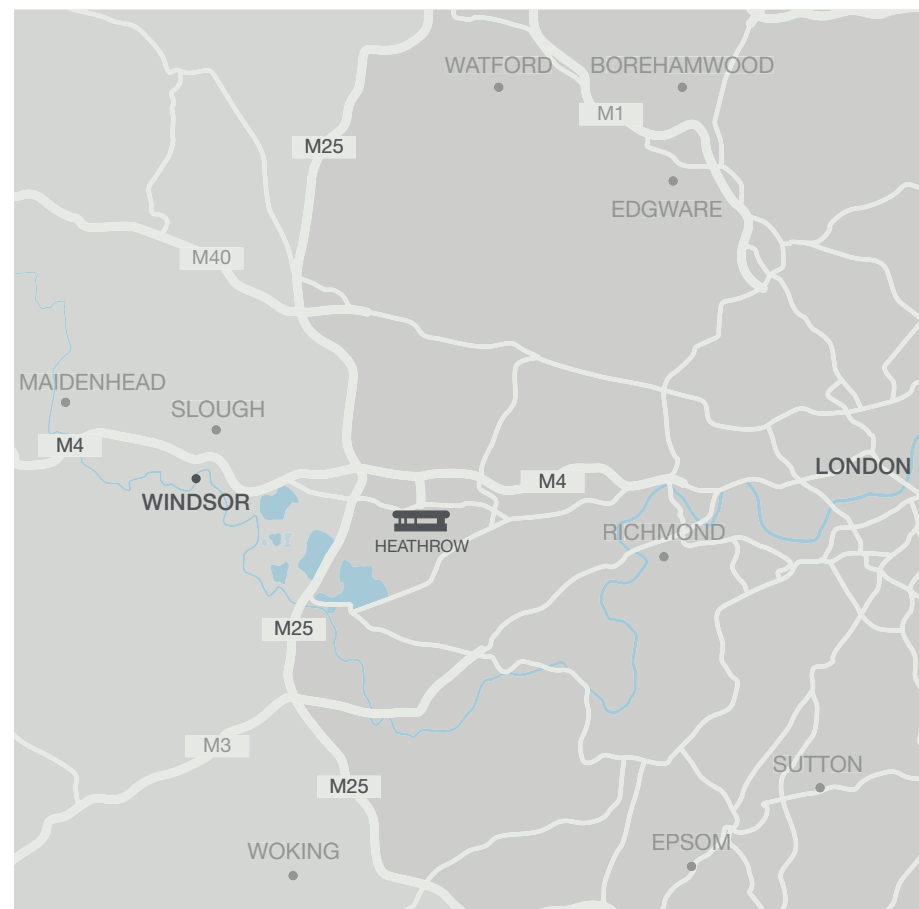 WATFORD
BOREHAMWOOD
M1
M25
EDGWARE
M40
MAIDENHEAD
SLOUGH
M4
WINDSOR
M4
LONDON
RICHMOND
HEATHROW
M25
M3
SUTTON
M25
EPSOM
WOKING